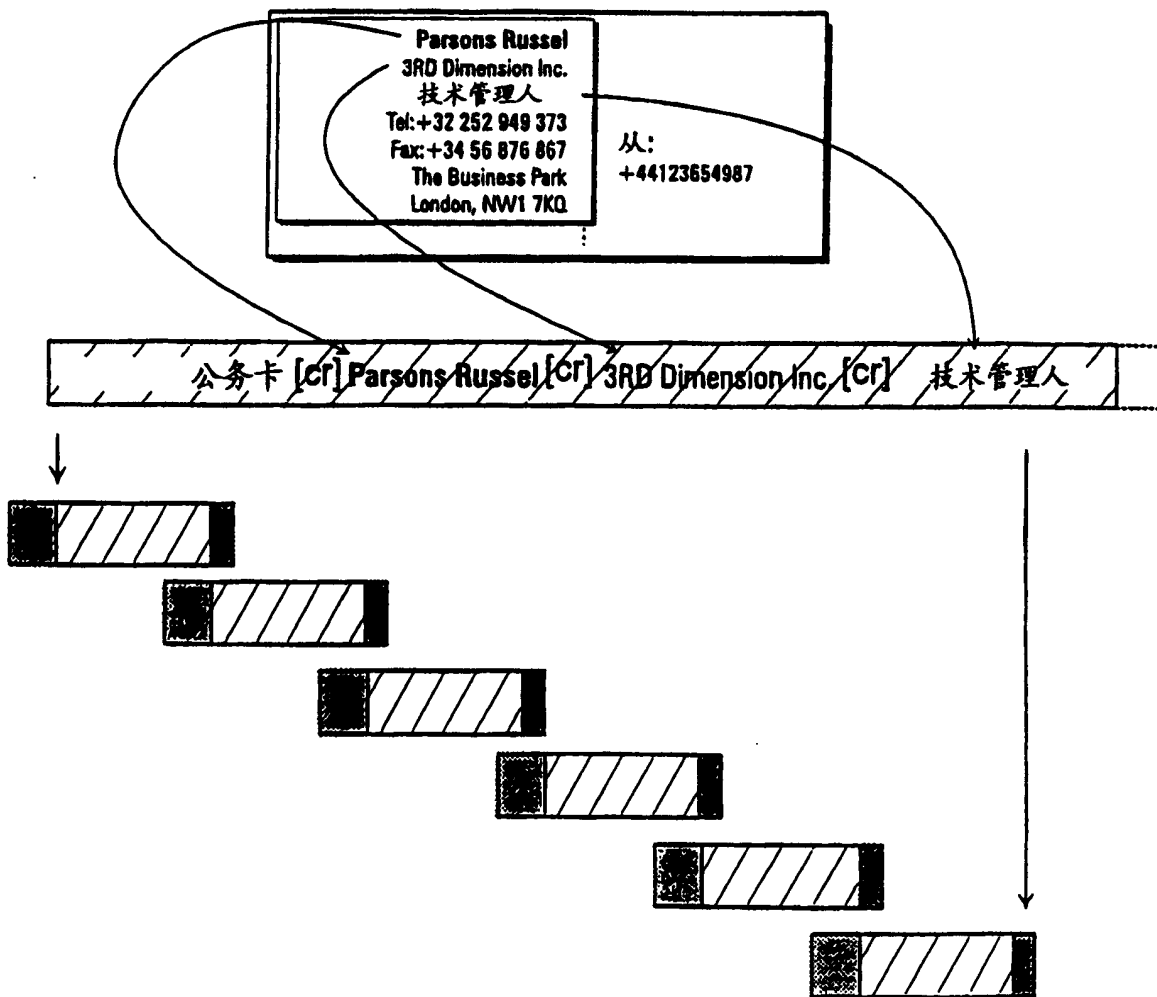 Parsons Russel
3RD Dimension Inc.
技术管理人
Tel:+32 252 949 373
Fax:+34 56 876 867
The Business Park
London, NW1 7KQ
从:
+44123654987
公务卡 [cr] Parsons Russel [cr] 3RD Dimension Inc. [cr] 技术管理人